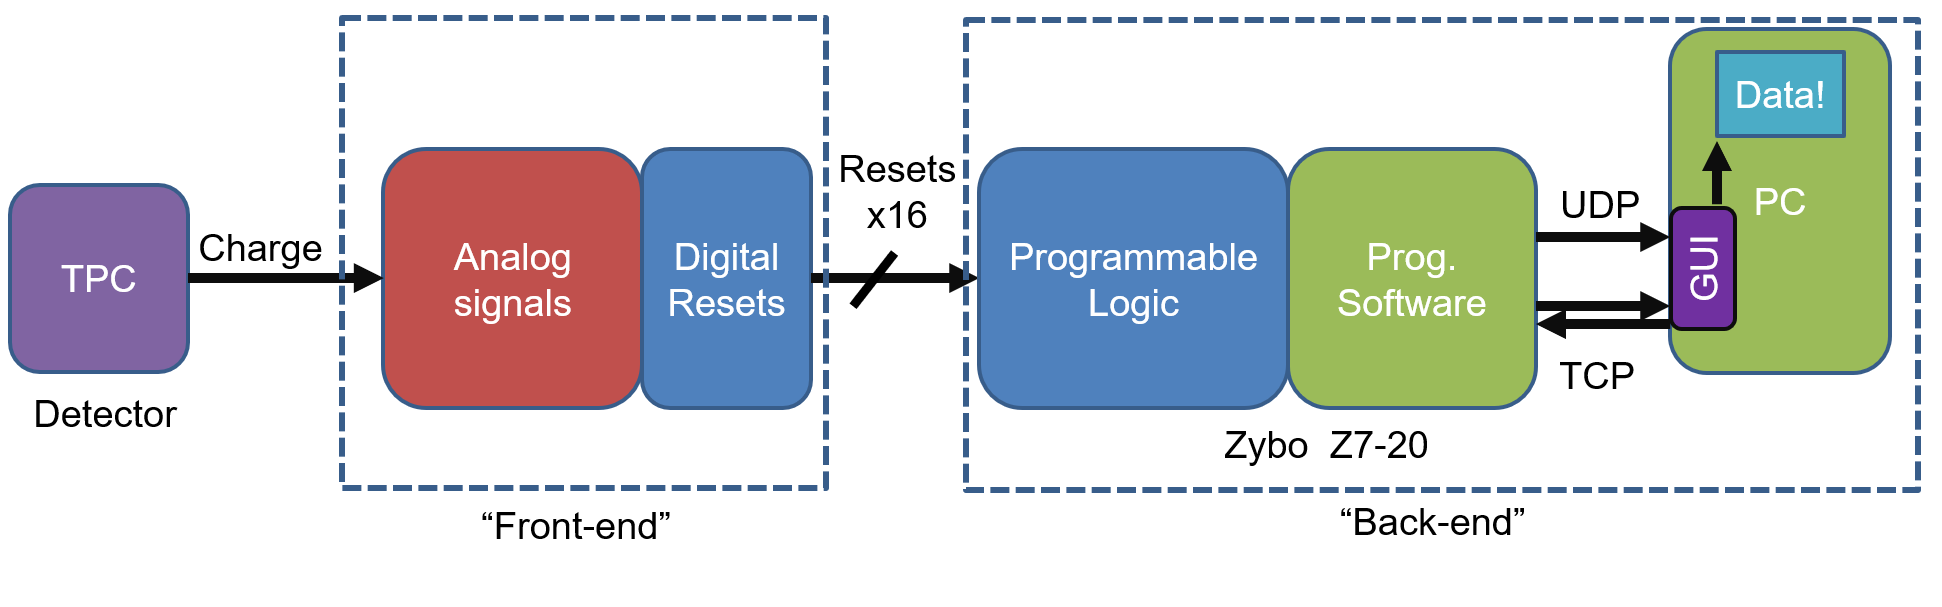 TPC
Detector
Charge
Analog
signals
Digital
Resets
“Front-end”
Resets
x16
Programmable
Logic
Prog.
Software
Zybo Z7-20
UDP
TCP
GUI
Data!
PC
“Back-end”